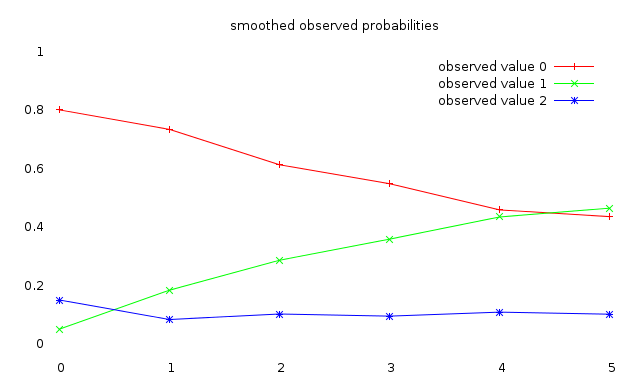 smoothed observed probabilities
1
observed value 0
observed value 1
observed value 2
0.8
0.6
0.4
0.2
0
0 1 2 3 4 5